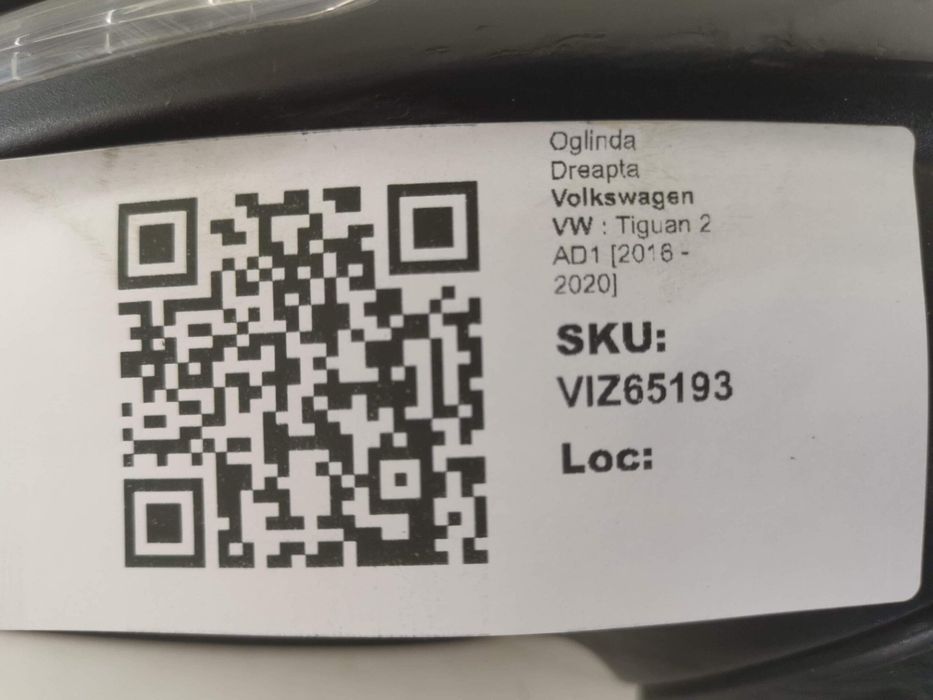 Oglinda
Dreapta
Volkswagen
VW : Tiguan 2
AD1 [2016 -
2020]
SKU:
VIZ65193
Loc: